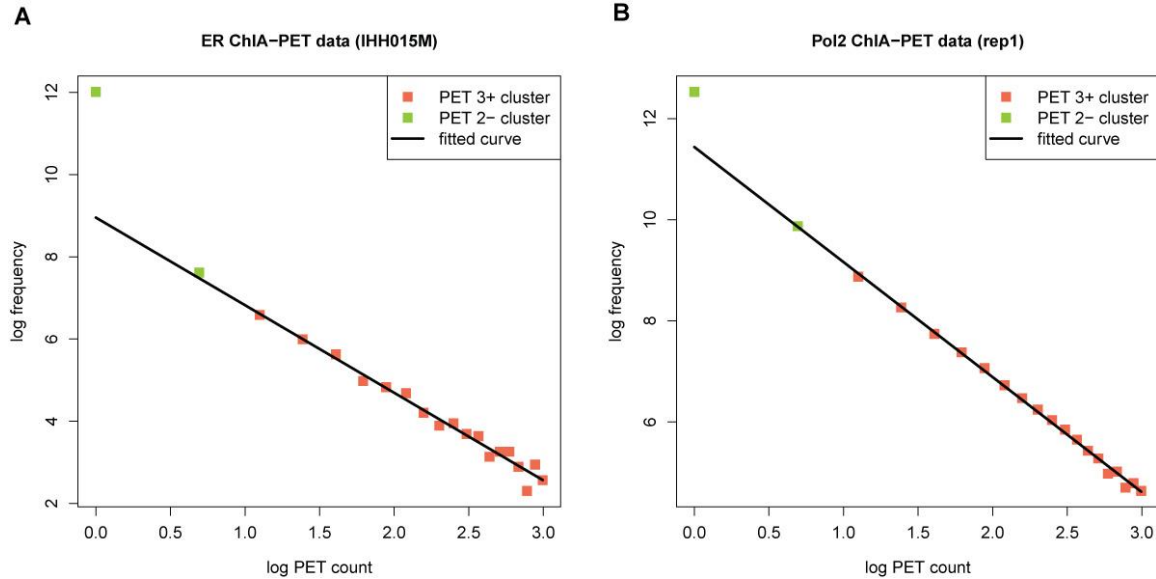 A
ER ChIA−PET data (IHH015M)
PET 3+ cluster
PET 2− cluster
fitted curve
12
10
8
6
4
2
log frequency
0.0 0.5 1.0 1.5 2.0 2.5 3.0
log PET count
B
Pol2 ChIA−PET data (rep1)
PET 3+ cluster
PET 2− cluster
fitted curve
12
10
8
6
log frequency
0.0 0.5 1.0 1.5 2.0 2.5 3.0
log PET count